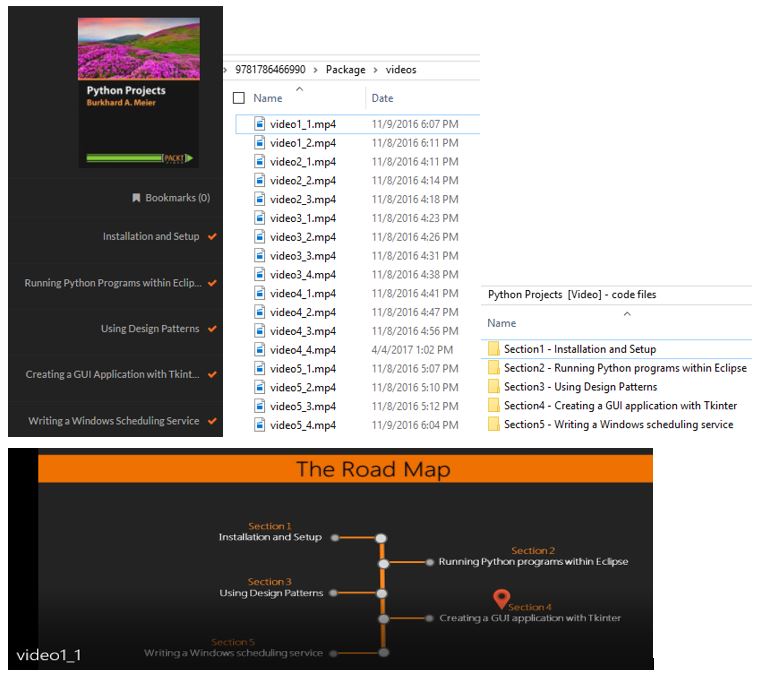 Python Projects
Burkhard A. Meier
[PACKT]
VIDEO
Bookmarks (0)
Installation and Setup
Running Python Programs within Eclip...
Using Design Patterns
Creating a GUI Application with Tkint...
Writing a Windows Scheduling Service
> 9781786466990 > Package > videos
Name Date
video1_1.mp4 11/9/2016 6:07 PM
video1_2.mp4 11/9/2016 6:11 PM
video2_1.mp4 11/8/2016 4:11 PM
video2_2.mp4 11/8/2016 4:14 PM
video2_3.mp4 11/8/2016 4:18 PM
video3_1.mp4 11/8/2016 4:23 PM
video3_2.mp4 11/8/2016 4:26 PM
video3_3.mp4 11/8/2016 4:31 PM
video3_4.mp4 11/8/2016 4:38 PM
video4_1.mp4 11/8/2016 4:41 PM
video4_2.mp4 11/8/2016 4:47 PM
video4_3.mp4 11/8/2016 4:56 PM
video4_4.mp4 4/4/2017 1:02 PM
video5_1.mp4 11/8/2016 5:07 PM
video5_2.mp4 11/8/2016 5:10 PM
video5_3.mp4 11/8/2016 5:12 PM
video5_4.mp4 11/9/2016 6:04 PM
Python Projects [Video] - code files
Name
Section1 - Installation and Setup
Section2 - Running Python programs within Eclipse
Section3 - Using Design Patterns
Section4 - Creating a GUI application with Tkinter
Section5 - Writing a Windows scheduling service
The Road Map
Section 1
Installation and Setup
Section 2
Running Python programs within Eclipse
Section 3
Using Design Patterns
Section 4
Creating a GUI application with Tkinter
Section 5
Writing a Windows scheduling service
video1_1